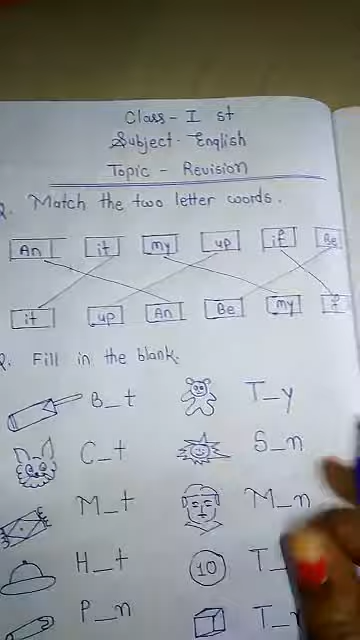 Class - I st
Subject - English
Topic - Revision
Q. Match the two letter words.
An it my up if Be
it up An Be my if
Q. Fill in the blank.
B_t T_y
C_t S_n
M_t M_n
H_t 10 T_
P_n T_